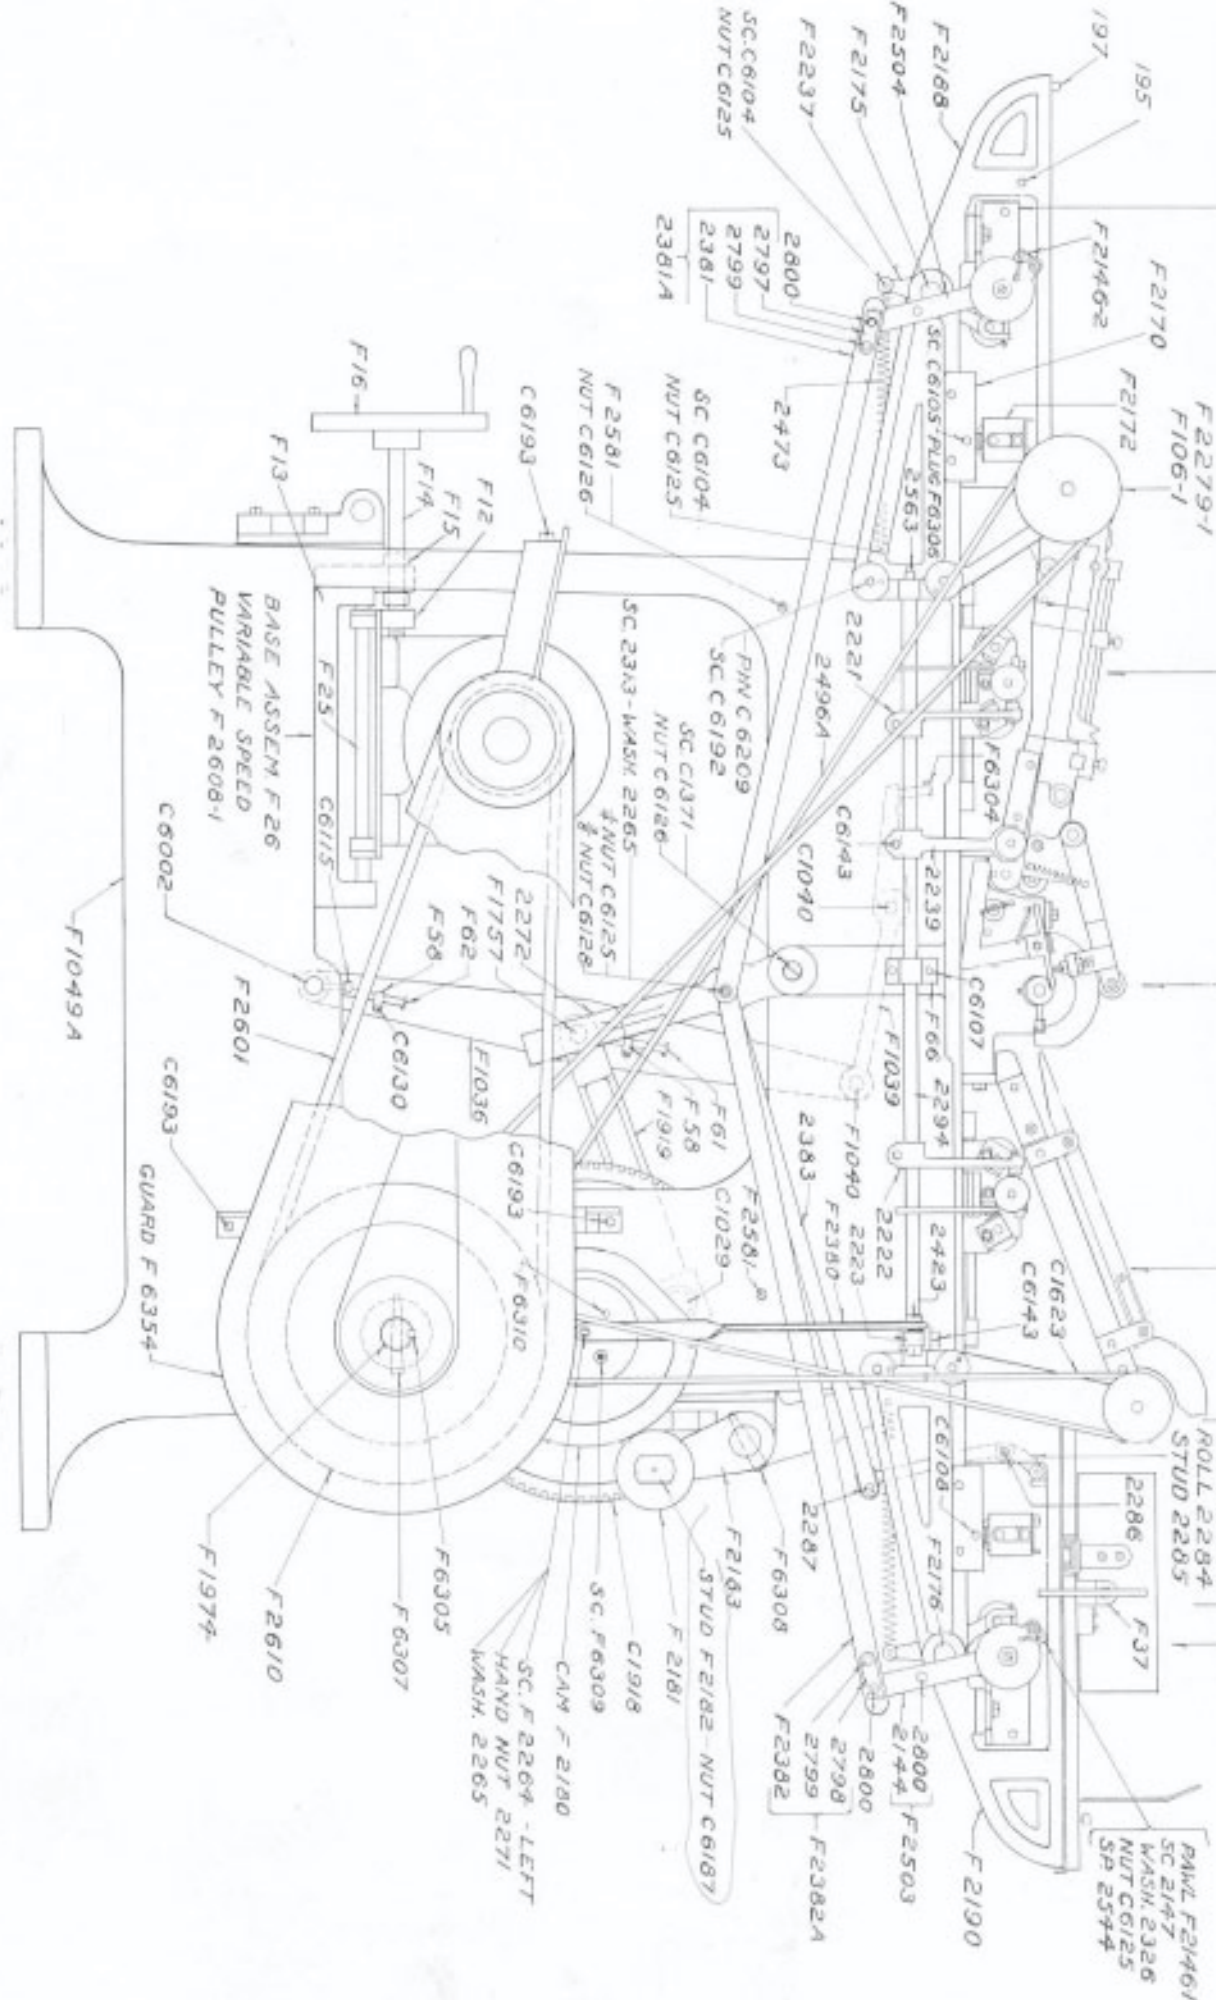 197
195
F2188
F2504
F2175
F2237
SC. C6104
NUT C6125
F2146-2
F2170
F2172
F2279-1
F106-1
2800
2797
2799
2381
2381A
SC C6105 PLUG F6306
2473
2563
SC C6104
NUT C6125
F2581
NUT C6126
C6193
F16
F14
F15
F12
F13
F25
BASE ASSEM. F26
VARIABLE SPEED
PULLEY F2608-1
C6115
C6002
F1049A
PIN C6209
SC. C6192
2221
2496A
SC C1371
NUT C6126
SC. 2313-WASH. 2265
NUT C6125
NUT C6128
2272
F1757
F62
F58
F6304
C6143
C1040
2239
C6107
F66
2294
F1039
F1040
F61
F58
F1919
C6130
F1036
F2601
C6193
GUARD F6354
C6193
F6310
C1029
F2581
2383
F2380
2223
2222
2423
C1623
C6143
ROLL 2284
STUD 2285
2286
F37
C6108
F2176
2287
F6308
F2183
STUD F2182-NUT C6187
F2181
C1918
SC. F6309
CAM F2180
SC. F2264-LEFT
HAND NUT 2271
WASH. 2265
F6305
F6307
F2610
F1974
2800
2144
F2503
2800
2798
2799
F2382
F2382A
F2190
PAWL F21461
SC 2147
WASH. 2326
NUT C6125
SP. 2544